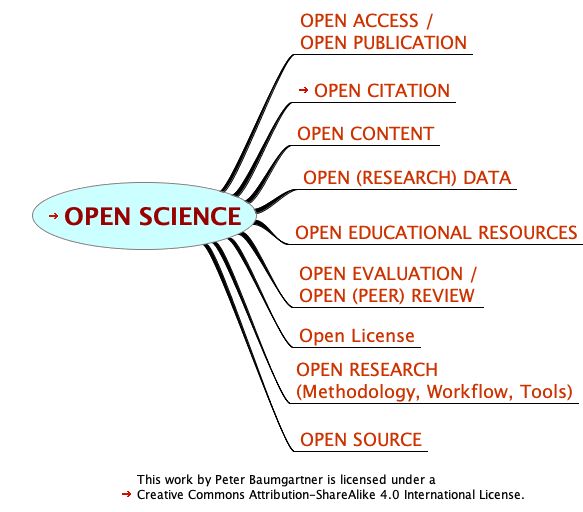 OPEN ACCESS /
OPEN PUBLICATION
→ OPEN CITATION
OPEN CONTENT
OPEN (RESEARCH) DATA
→ OPEN SCIENCE
OPEN EDUCATIONAL RESOURCES
OPEN EVALUATION /
OPEN (PEER) REVIEW
Open License
OPEN RESEARCH
(Methodology, Workflow, Tools)
OPEN SOURCE
This work by Peter Baumgartner is licensed under a
→ Creative Commons Attribution-ShareAlike 4.0 International License.